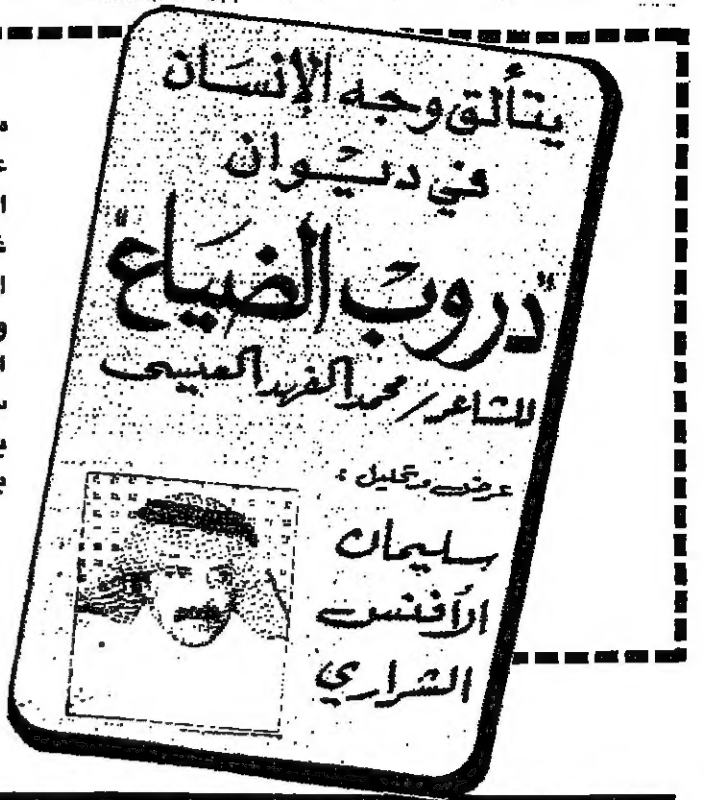 يتألق وجه الإنسان
في ديوان
"دروب الضياع"
للشاعر / محمد الفهد العيسى
عرض وتحليل :
سليمان
الأفنس
الشراري